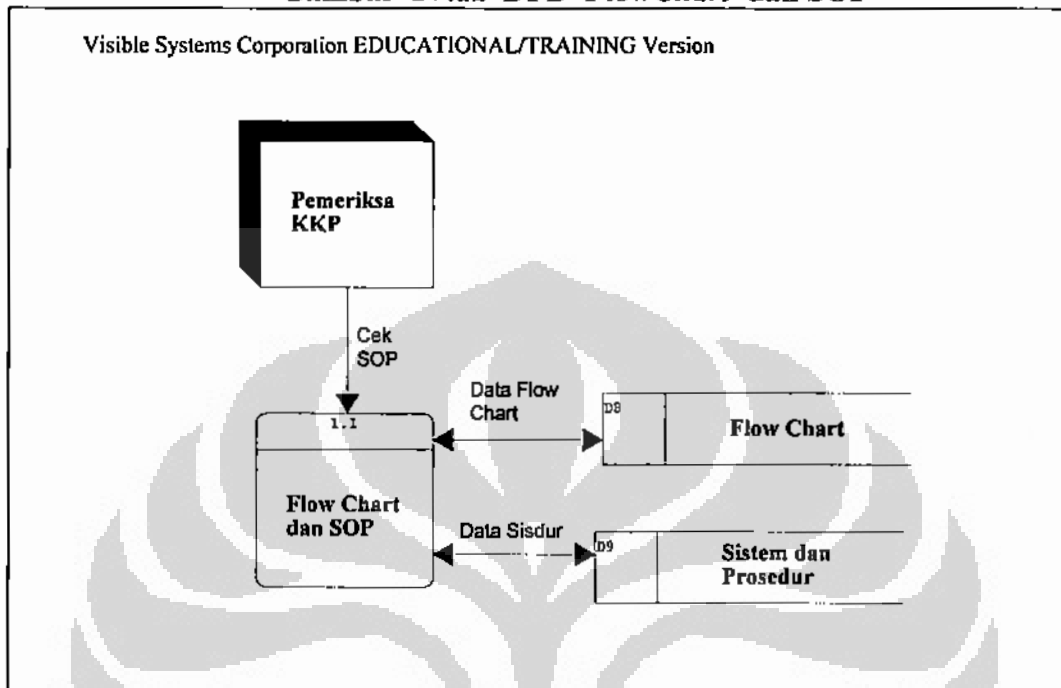 Visible Systems Corporation EDUCATIONAL/TRAINING Version
Pemeriksa
KKP
Cek
SOP
1.1
Flow Chart
dan SOP
Data Flow
Chart
D8
Flow Chart
Data Sisdur
D9
Sistem dan
Prosedur